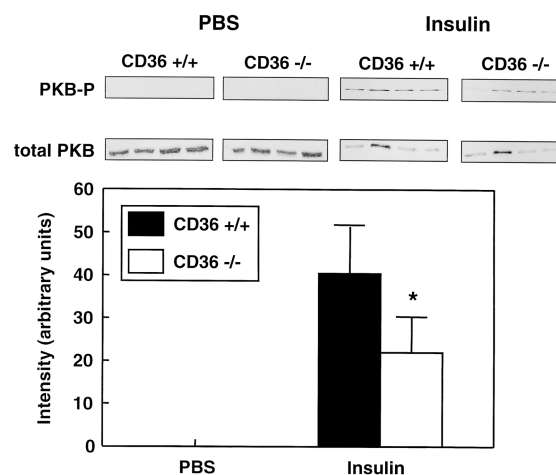 PBS Insulin
CD36 +/+ CD36 -/- CD36 +/+ CD36 -/-
PKB-P
total PKB
60
50
40
30
20
10
0
Intensity (arbitrary units)
CD36 +/+
CD36 -/-
*
PBS Insulin